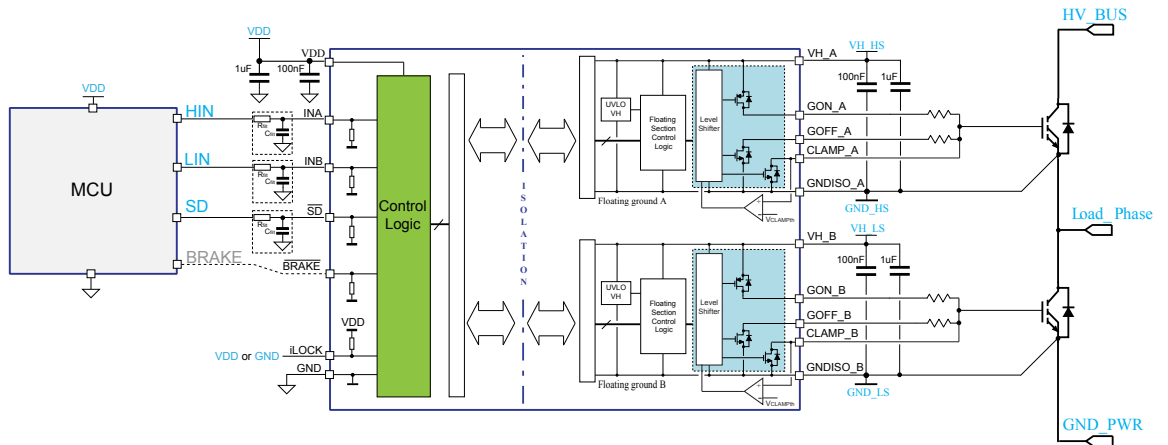 HV_BUS
VDD
VDD
1uF
100nF
VH_A
VH_HS
100nF
1uF
MCU
VDD
HIN
INA
LIN
INB
SD
SD
BRAKE
BRAKE
VDD
VDD or GND
iLOCK
GND
Control
Logic
ISOLATION
UVLO
VH
Floating
Section
Control
Logic
Level
Shifter
GON_A
GOFF_A
CLAMP_A
GNDISO_A
GND_HS
Floating ground A
VCLAMPth
Load_Phase
VH_B
VH_LS
100nF
1uF
UVLO
VH
Floating
Section
Control
Logic
Level
Shifter
GON_B
GOFF_B
CLAMP_B
GNDISO_B
GND_LS
Floating ground B
VCLAMPth
GND_PWR